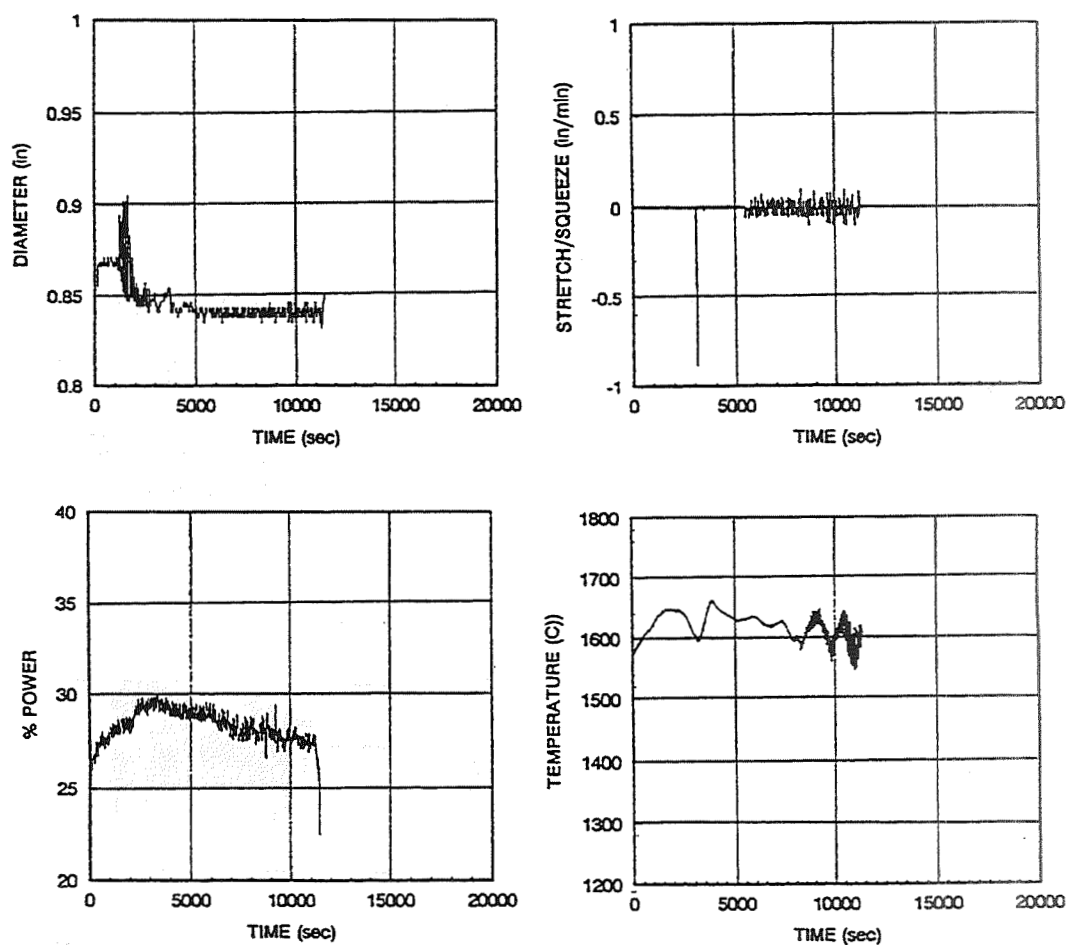 1
0.95
0.9
0.85
0.8
DIAMETER (in)
0 5000 10000 15000 20000
TIME (sec)
1
0.5
0
-0.5
-1
STRETCH/SQUEEZE (in/min)
0 5000 10000 15000 20000
TIME (sec)
40
35
30
25
20
% POWER
0 5000 10000 15000 20000
TIME (sec)
1800
1700
1600
1500
1400
1300
1200
TEMPERATURE (C))
0 5000 10000 15000 20000
TIME (sec)